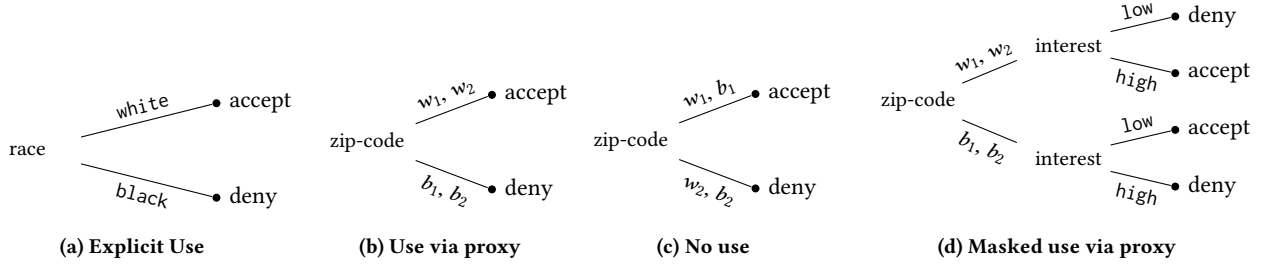 race
white
accept
black
deny
(a) Explicit Use
zip-code
w₁, w₂
accept
b₁, b₂
deny
(b) Use via proxy
zip-code
w₁, b₁
accept
w₂, b₂
deny
(c) No use
zip-code
w₁, w₂
interest
low
deny
high
accept
b₁, b₂
interest
low
accept
high
deny
(d) Masked use via proxy